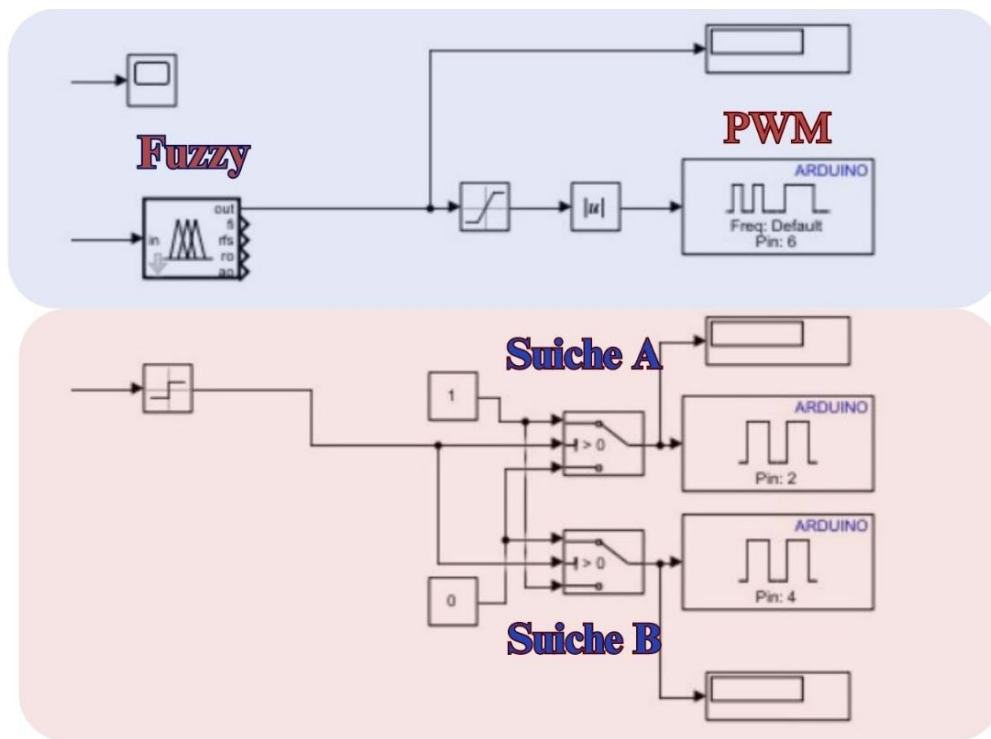 Fuzzy
PWM
ARDUINO
Freq: Default
Pin: 6
in
out
fi
rfs
ro
ao
|u|
Suiche A
1
> 0
ARDUINO
Pin: 2
0
> 0
ARDUINO
Pin: 4
Suiche B